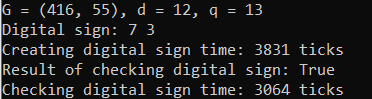 G = (416, 55), d = 12, q = 13
Digital sign: 7 3
Creating digital sign time: 3831 ticks
Result of checking digital sign: True
Checking digital sign time: 3064 ticks